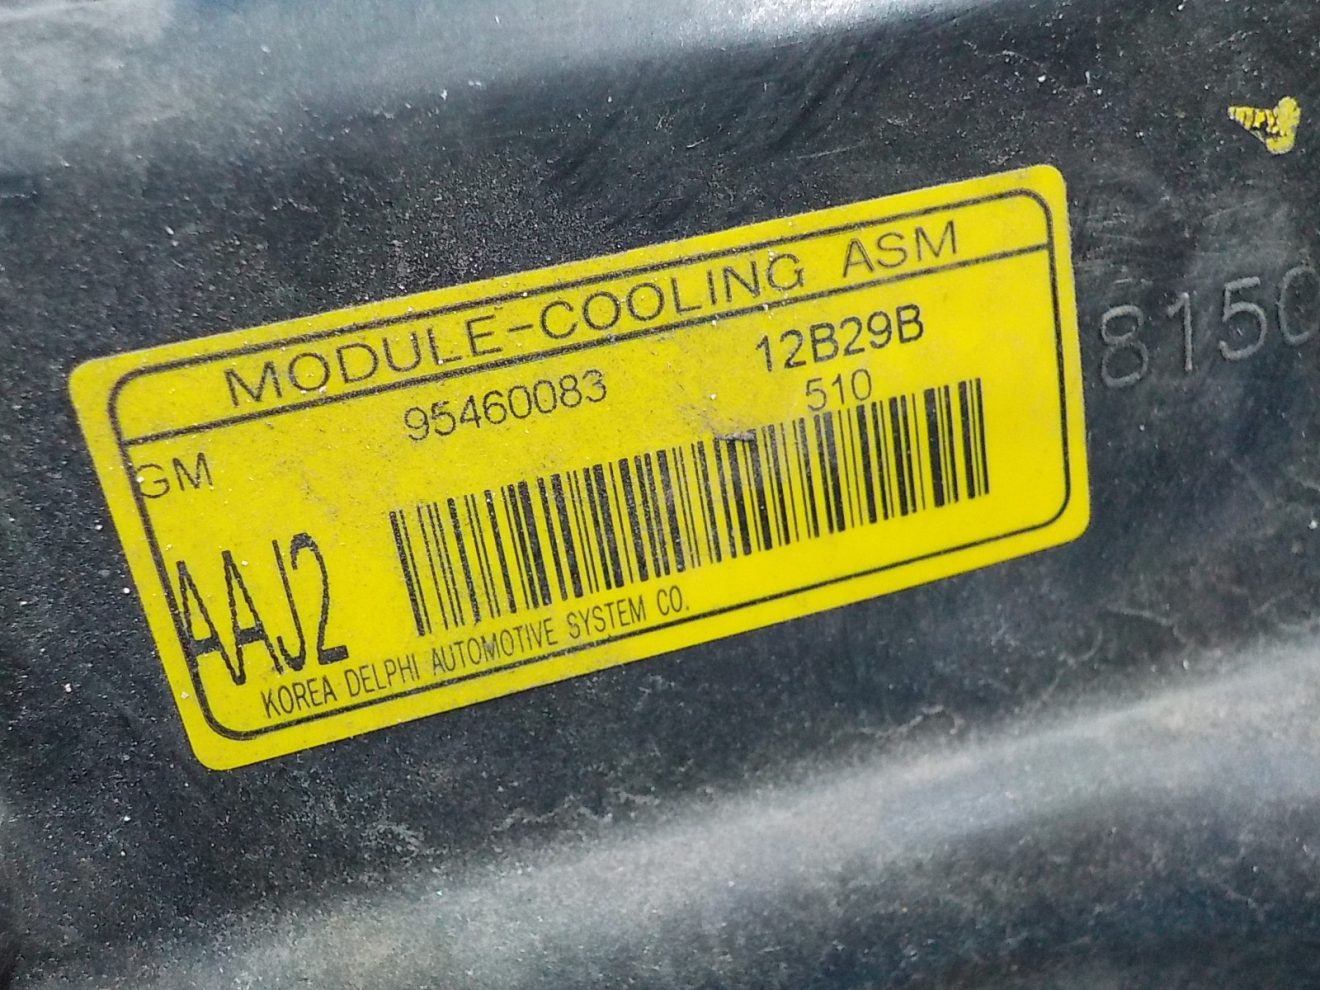 MODULE-COOLING ASM
95460083 12B29B
GM 510
AAJ2
KOREA DELPHI AUTOMOTIVE SYSTEM CO.
8150